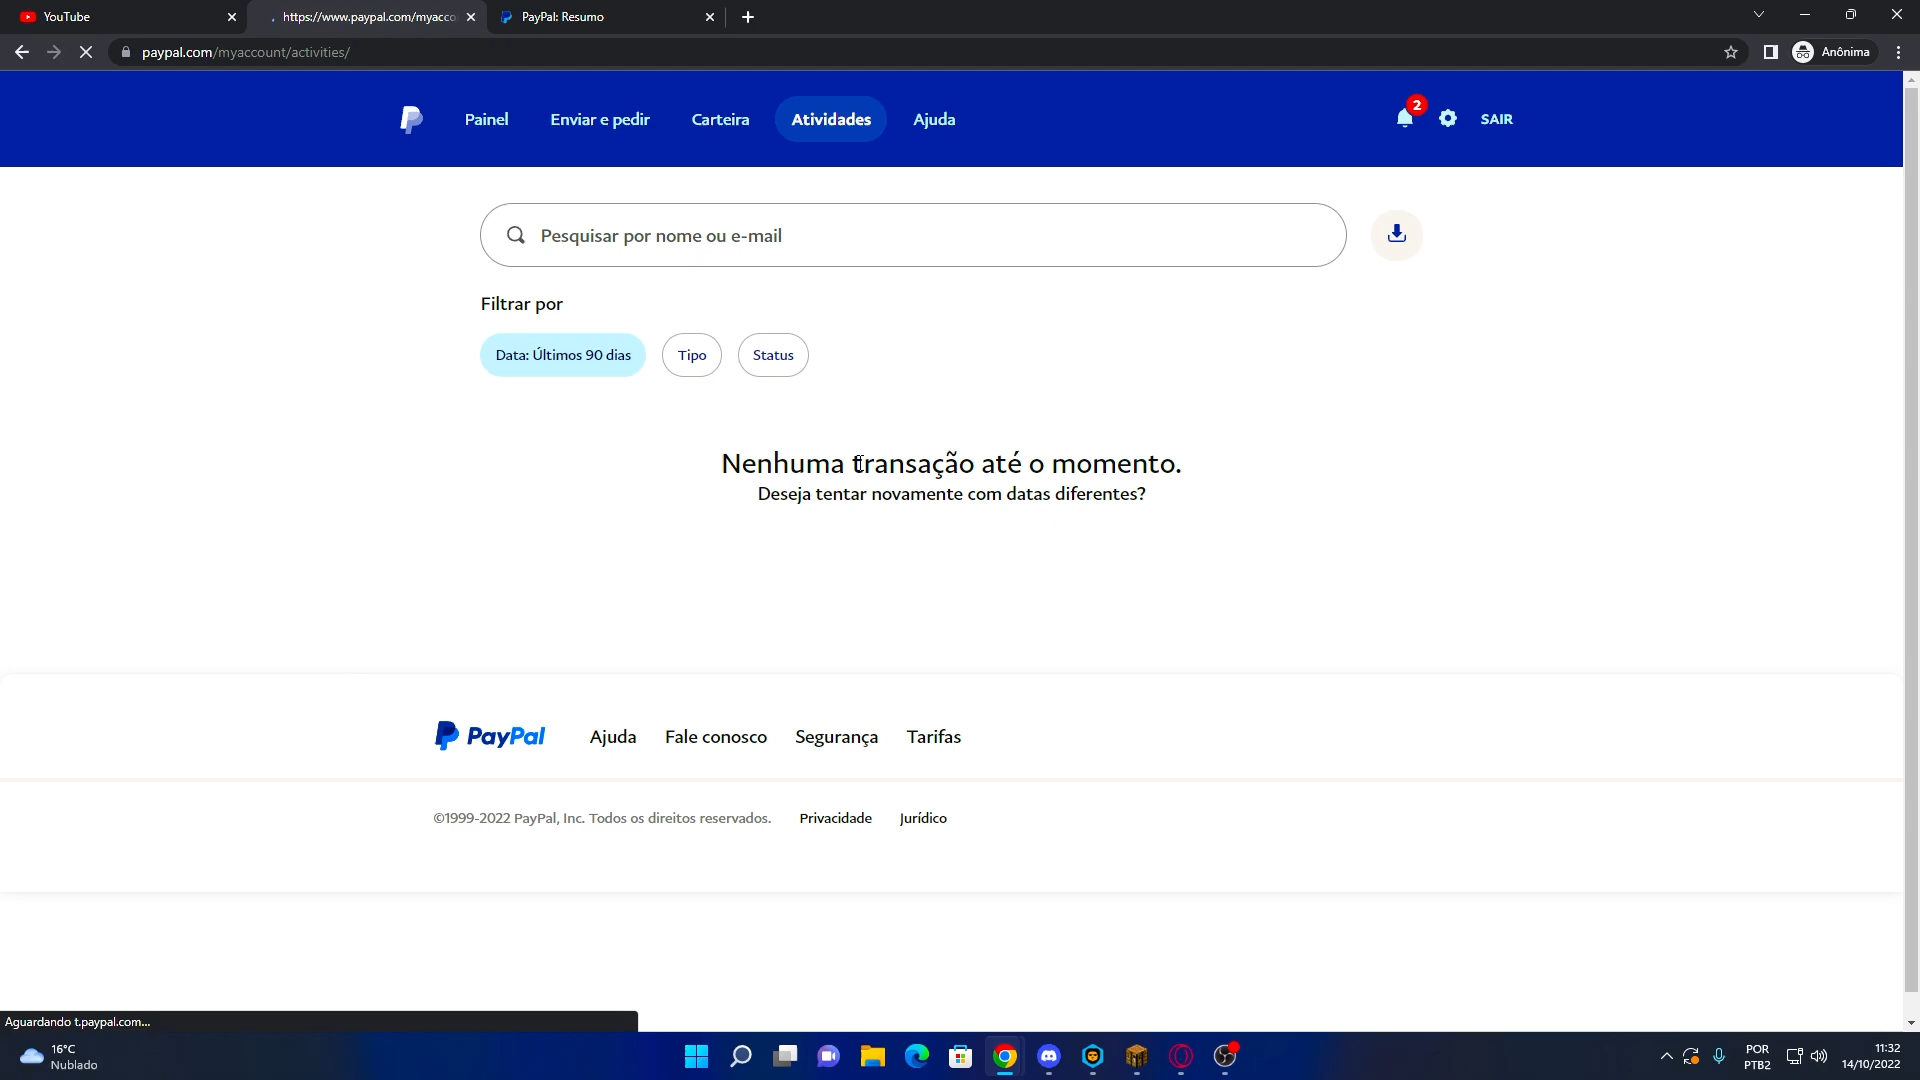 YouTube
https://www.paypal.com/myacco
PayPal: Resumo
paypal.com/myaccount/activities/
Anônima
Painel
Enviar e pedir
Carteira
Atividades
Ajuda
2
SAIR
Pesquisar por nome ou e-mail
Filtrar por
Data: Últimos 90 dias
Tipo
Status
Nenhuma transação até o momento.
Deseja tentar novamente com datas diferentes?
PayPal
Ajuda
Fale conosco
Segurança
Tarifas
©1999-2022 PayPal, Inc. Todos os direitos reservados.
Privacidade
Jurídico
Aguardando t.paypal.com...
16°C
Nublado
POR
PTB2
11:32
14/10/2022